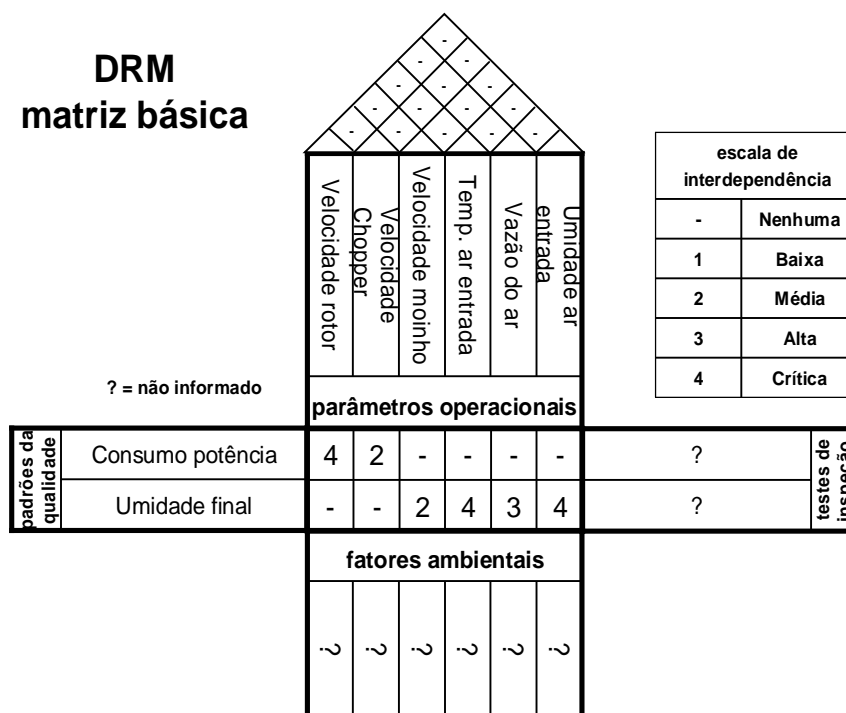 DRM
matriz básica
-
- -
- - -
- - - -
- - - - -
Velocidade rotor
Velocidade
Chopper
Velocidade moinho
Temp. ar entrada
Vazão do ar
Umidade ar
entrada
escala de
interdependência
- Nenhuma
1 Baixa
2 Média
3 Alta
4 Crítica
? = não informado
parâmetros operacionais
padrões da
qualidade
Consumo potência 4 2 - - - - ?
Umidade final - - 2 4 3 4 ?
testes de
inspeção
fatores ambientais
? ? ? ? ? ?